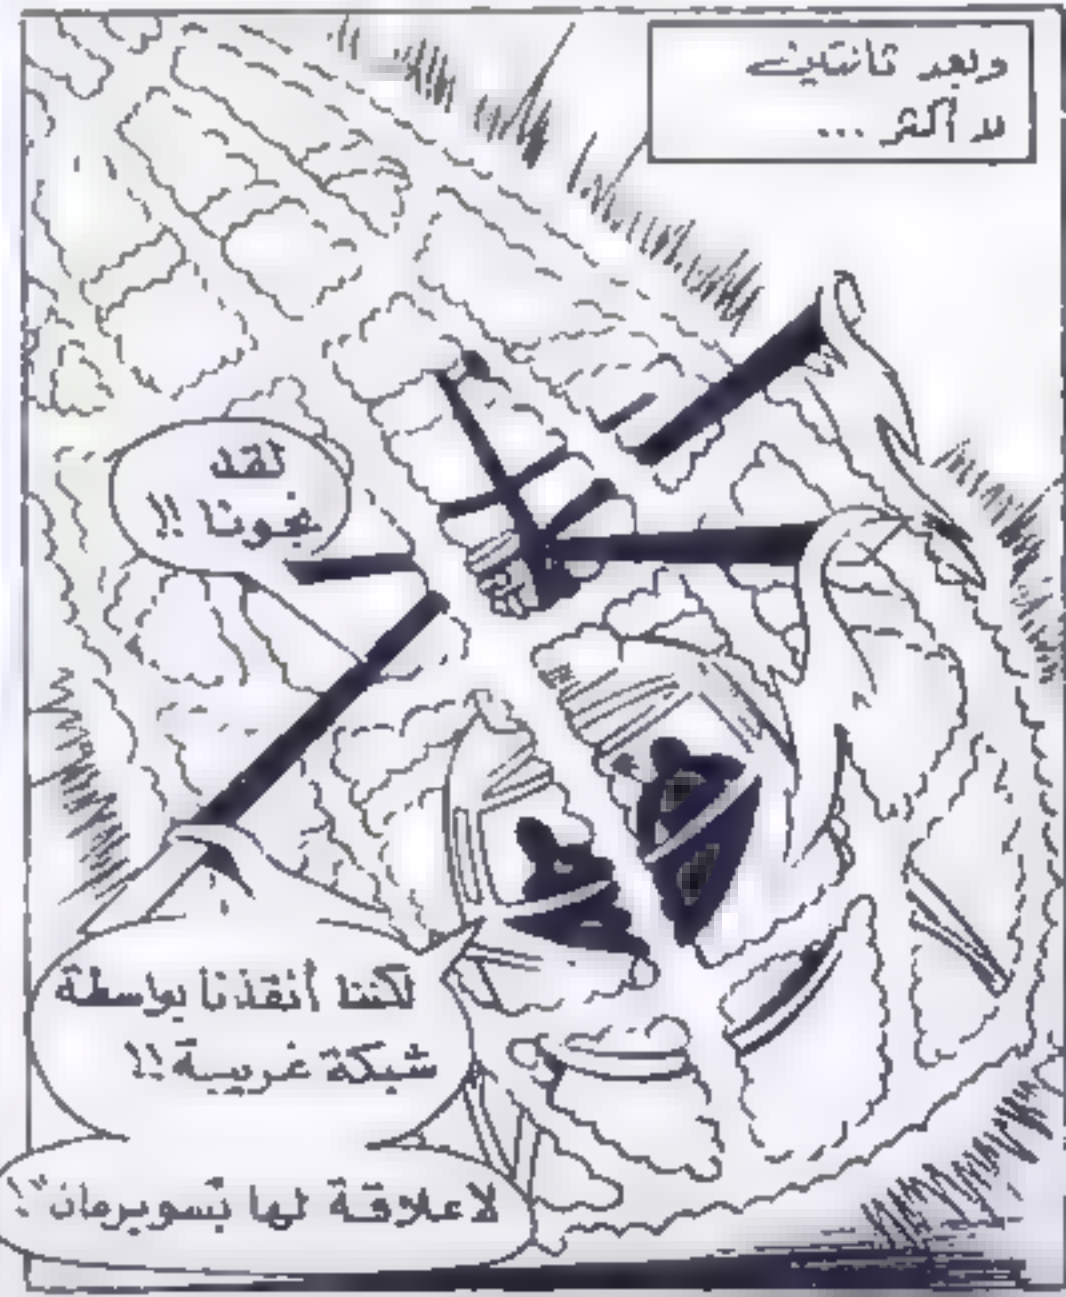 وبعد ثانيتين
لا أكثر ...
لقد
نجونا !!
لكننا أنقذنا بواسطة
شبكة غريبة !!
لا علاقة لها بسوبرمان !!